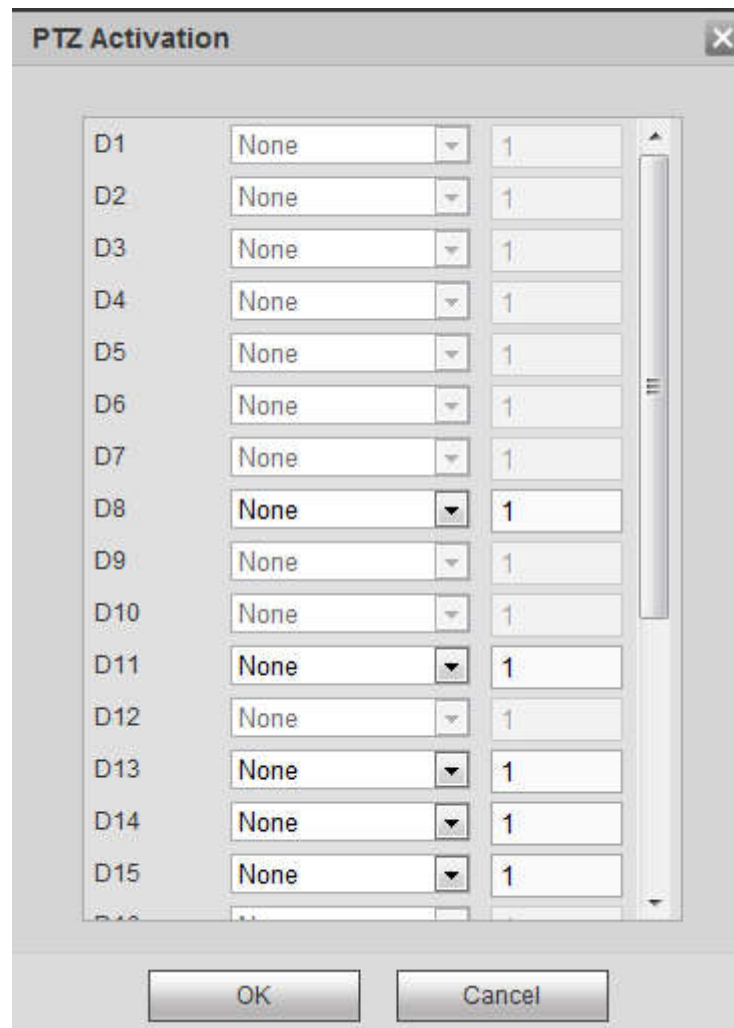 PTZ Activation
D1 None 1
D2 None 1
D3 None 1
D4 None 1
D5 None 1
D6 None 1
D7 None 1
D8 None 1
D9 None 1
D10 None 1
D11 None 1
D12 None 1
D13 None 1
D14 None 1
D15 None 1
OK Cancel